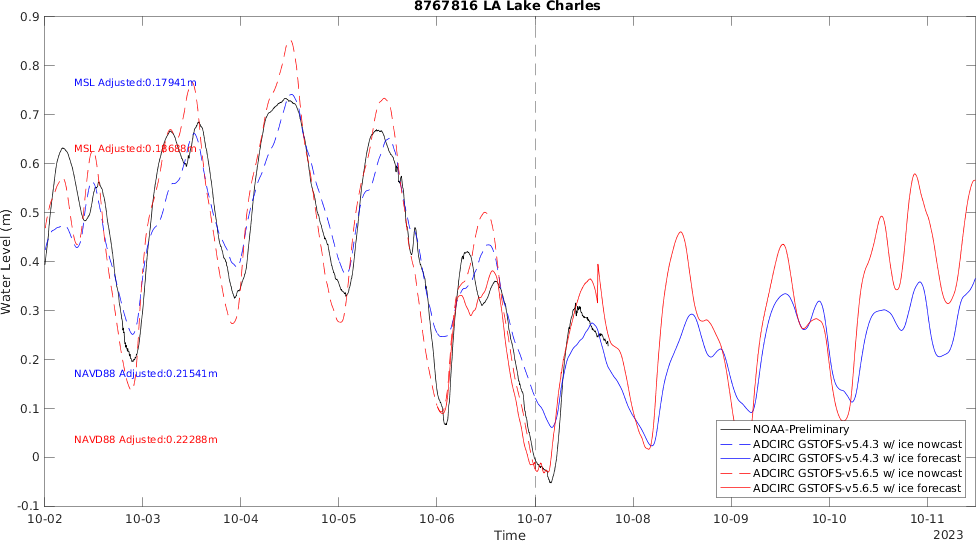 8767816 LA Lake Charles
0.9
0.8
0.7
0.6
0.5
0.4
0.3
0.2
0.1
0
-0.1
Water Level (m)
MSL Adjusted:0.17941m
MSL Adjusted:0.18688m
NAVD88 Adjusted:0.21541m
NAVD88 Adjusted:0.22288m
NOAA-Preliminary
ADCIRC GSTOFS-v5.4.3 w/ ice nowcast
ADCIRC GSTOFS-v5.4.3 w/ ice forecast
ADCIRC GSTOFS-v5.6.5 w/ ice nowcast
ADCIRC GSTOFS-v5.6.5 w/ ice forecast
10-02 10-03 10-04 10-05 10-06 10-07 10-08 10-09 10-10 10-11
Time
2023